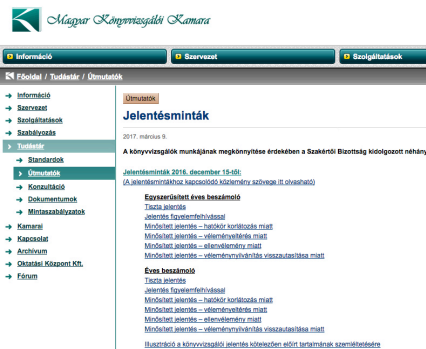 Magyar Könyvvizsgálói Kamara
Információ
Szervezet
Szolgáltatások
Főoldal / Tudástár / Útmutatók
Információ
Szervezet
Szolgáltatások
Szabályozás
Tudástár
Standardok
Útmutatók
Konzultáció
Dokumentumok
Mintaszabályzatok
Kamarai
Kapcsolat
Archívum
Oktatási Központ Kft.
Fórum
Útmutatók
Jelentésminták
2017. március 9.
A könyvvizsgálók munkájának megkönnyítése érdekében a Szakértői Bizottság kidolgozott néhány
Jelentésminták 2016. december 15-től:
(A jelentésmintákhoz kapcsolódó közlemény szövege itt olvasható)
Egyszerűsített éves beszámoló
Tiszta jelentés
Jelentés figyelemfelhívással
Minősített jelentés – hatókör korlátozás miatt
Minősített jelentés – véleményeltérés miatt
Minősített jelentés – ellenvélemény miatt
Minősített jelentés – véleménynyilvánítás visszautasítása miatt
Éves beszámoló
Tiszta jelentés
Jelentés figyelemfelhívással
Minősített jelentés – hatókör korlátozás miatt
Minősített jelentés – véleményeltérés miatt
Minősített jelentés – ellenvélemény miatt
Minősített jelentés – véleménynyilvánítás visszautasítása miatt
Illusztráció a könyvvizsgálói jelentés kötelezően előírt tartalmának szemléltetésére